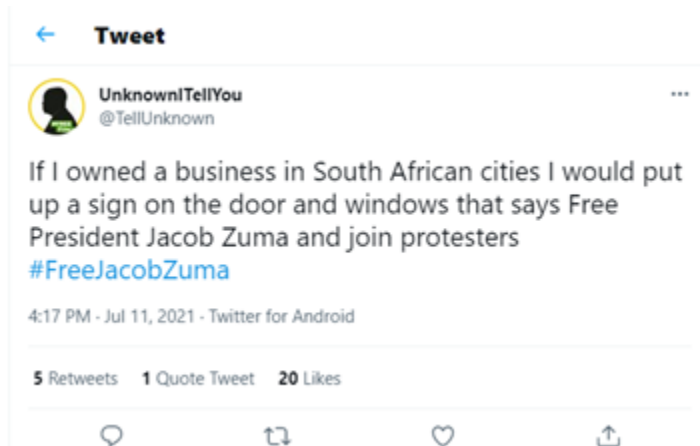 Tweet
UnknownITellYou
@TellUnknown
If I owned a business in South African cities I would put
up a sign on the door and windows that says Free
President Jacob Zuma and join protesters
#FreeJacobZuma
4:17 PM - Jul 11, 2021 - Twitter for Android
5 Retweets 1 Quote Tweet 20 Likes